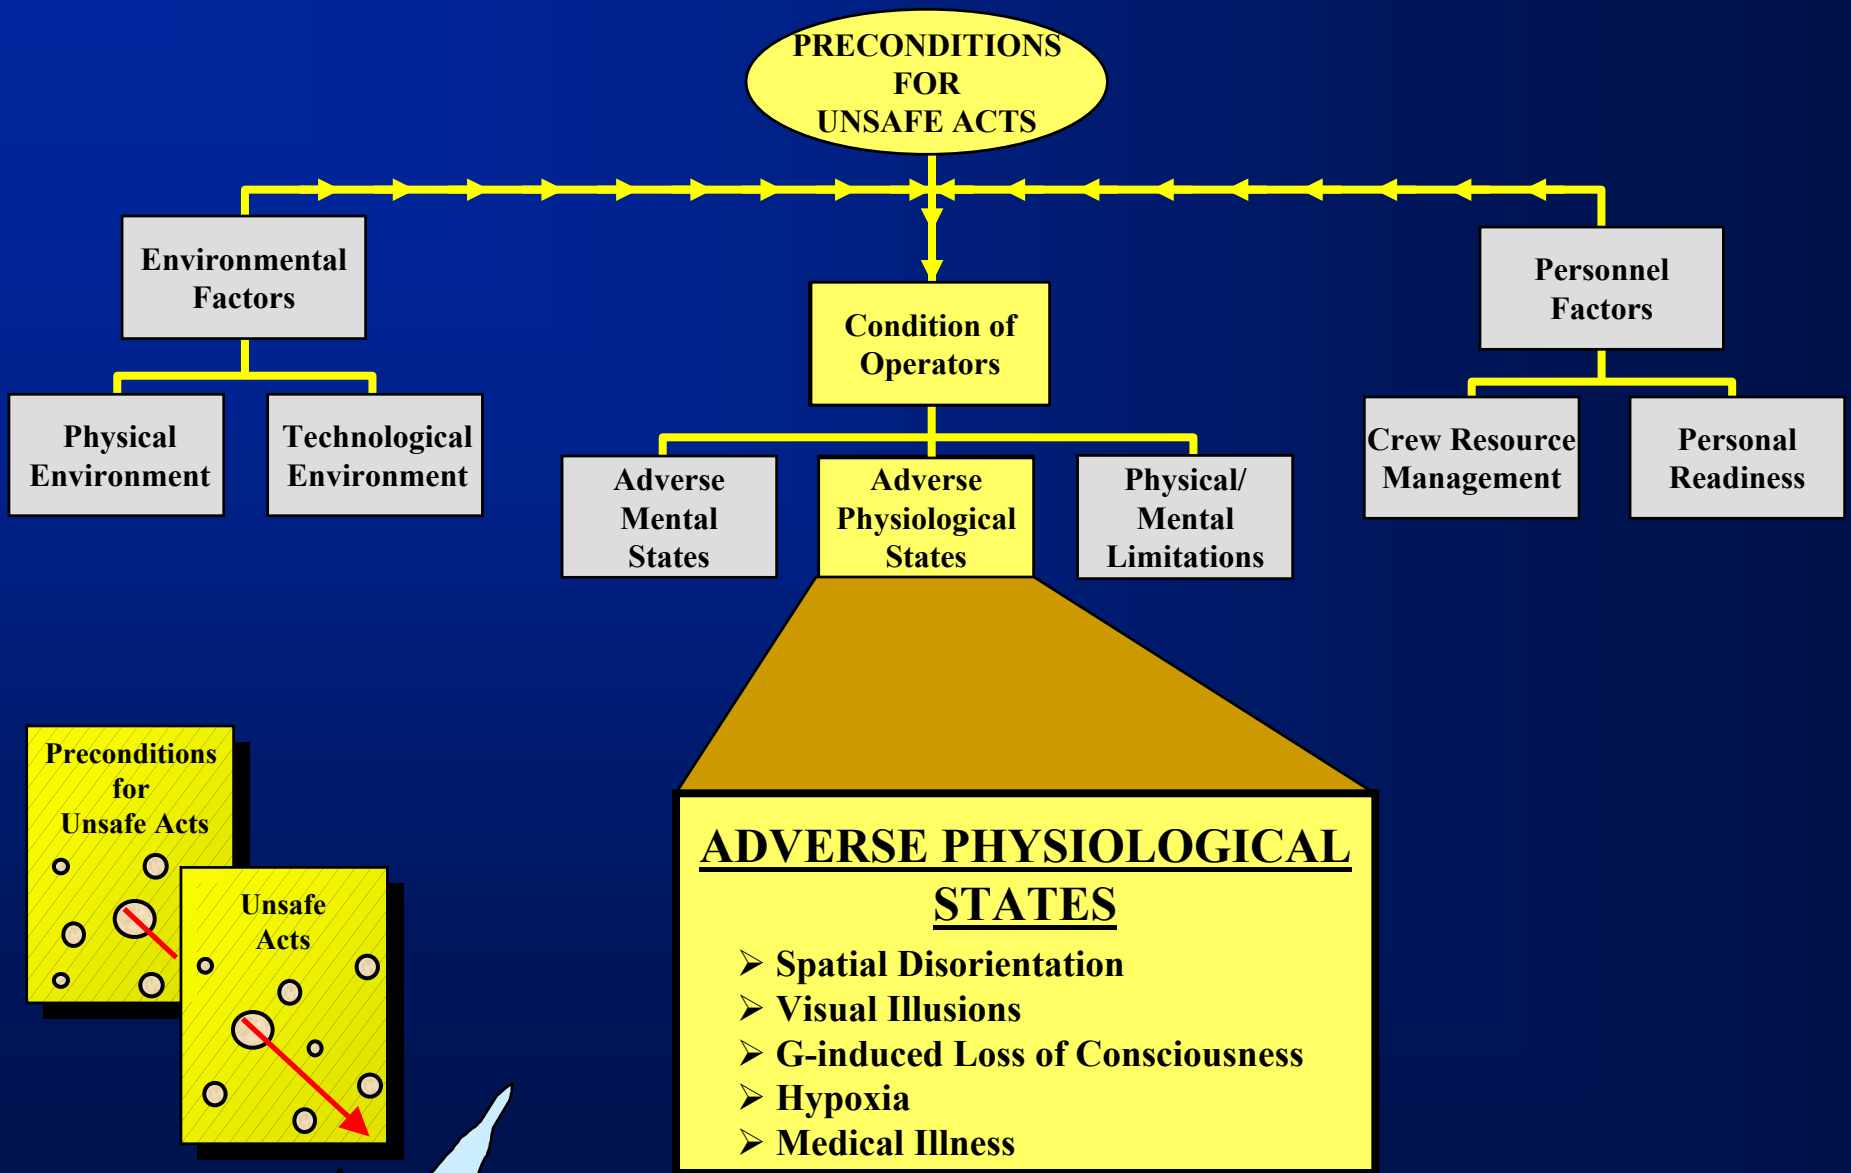 PRECONDITIONS
FOR
UNSAFE ACTS
Environmental
Factors
Condition of
Operators
Personnel
Factors
Physical
Environment
Technological
Environment
Adverse
Mental
States
Adverse
Physiological
States
Physical/
Mental
Limitations
Crew Resource
Management
Personal
Readiness
Preconditions
for
Unsafe Acts
Unsafe
Acts
ADVERSE PHYSIOLOGICAL
STATES
➢ Spatial Disorientation
➢ Visual Illusions
➢ G-induced Loss of Consciousness
➢ Hypoxia
➢ Medical Illness